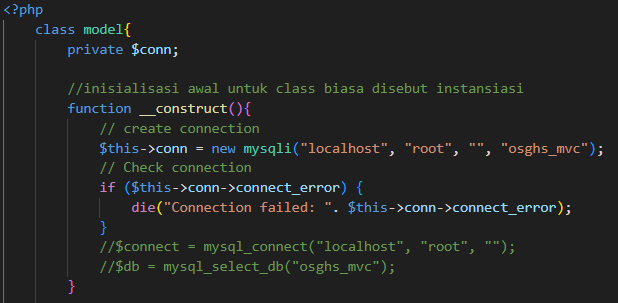 <?php
class model{
private $conn;
//inisialisasi awal untuk class biasa disebut instansiasi
function __construct(){
// create connection
$this->conn = new mysqli("localhost", "root", "", "osghs_mvc");
// Check connection
if ($this->conn->connect_error) {
die("Connection failed: ". $this->conn->connect_error);
}
//$connect = mysql_connect("localhost", "root", "");
//$db = mysql_select_db("osghs_mvc");
}